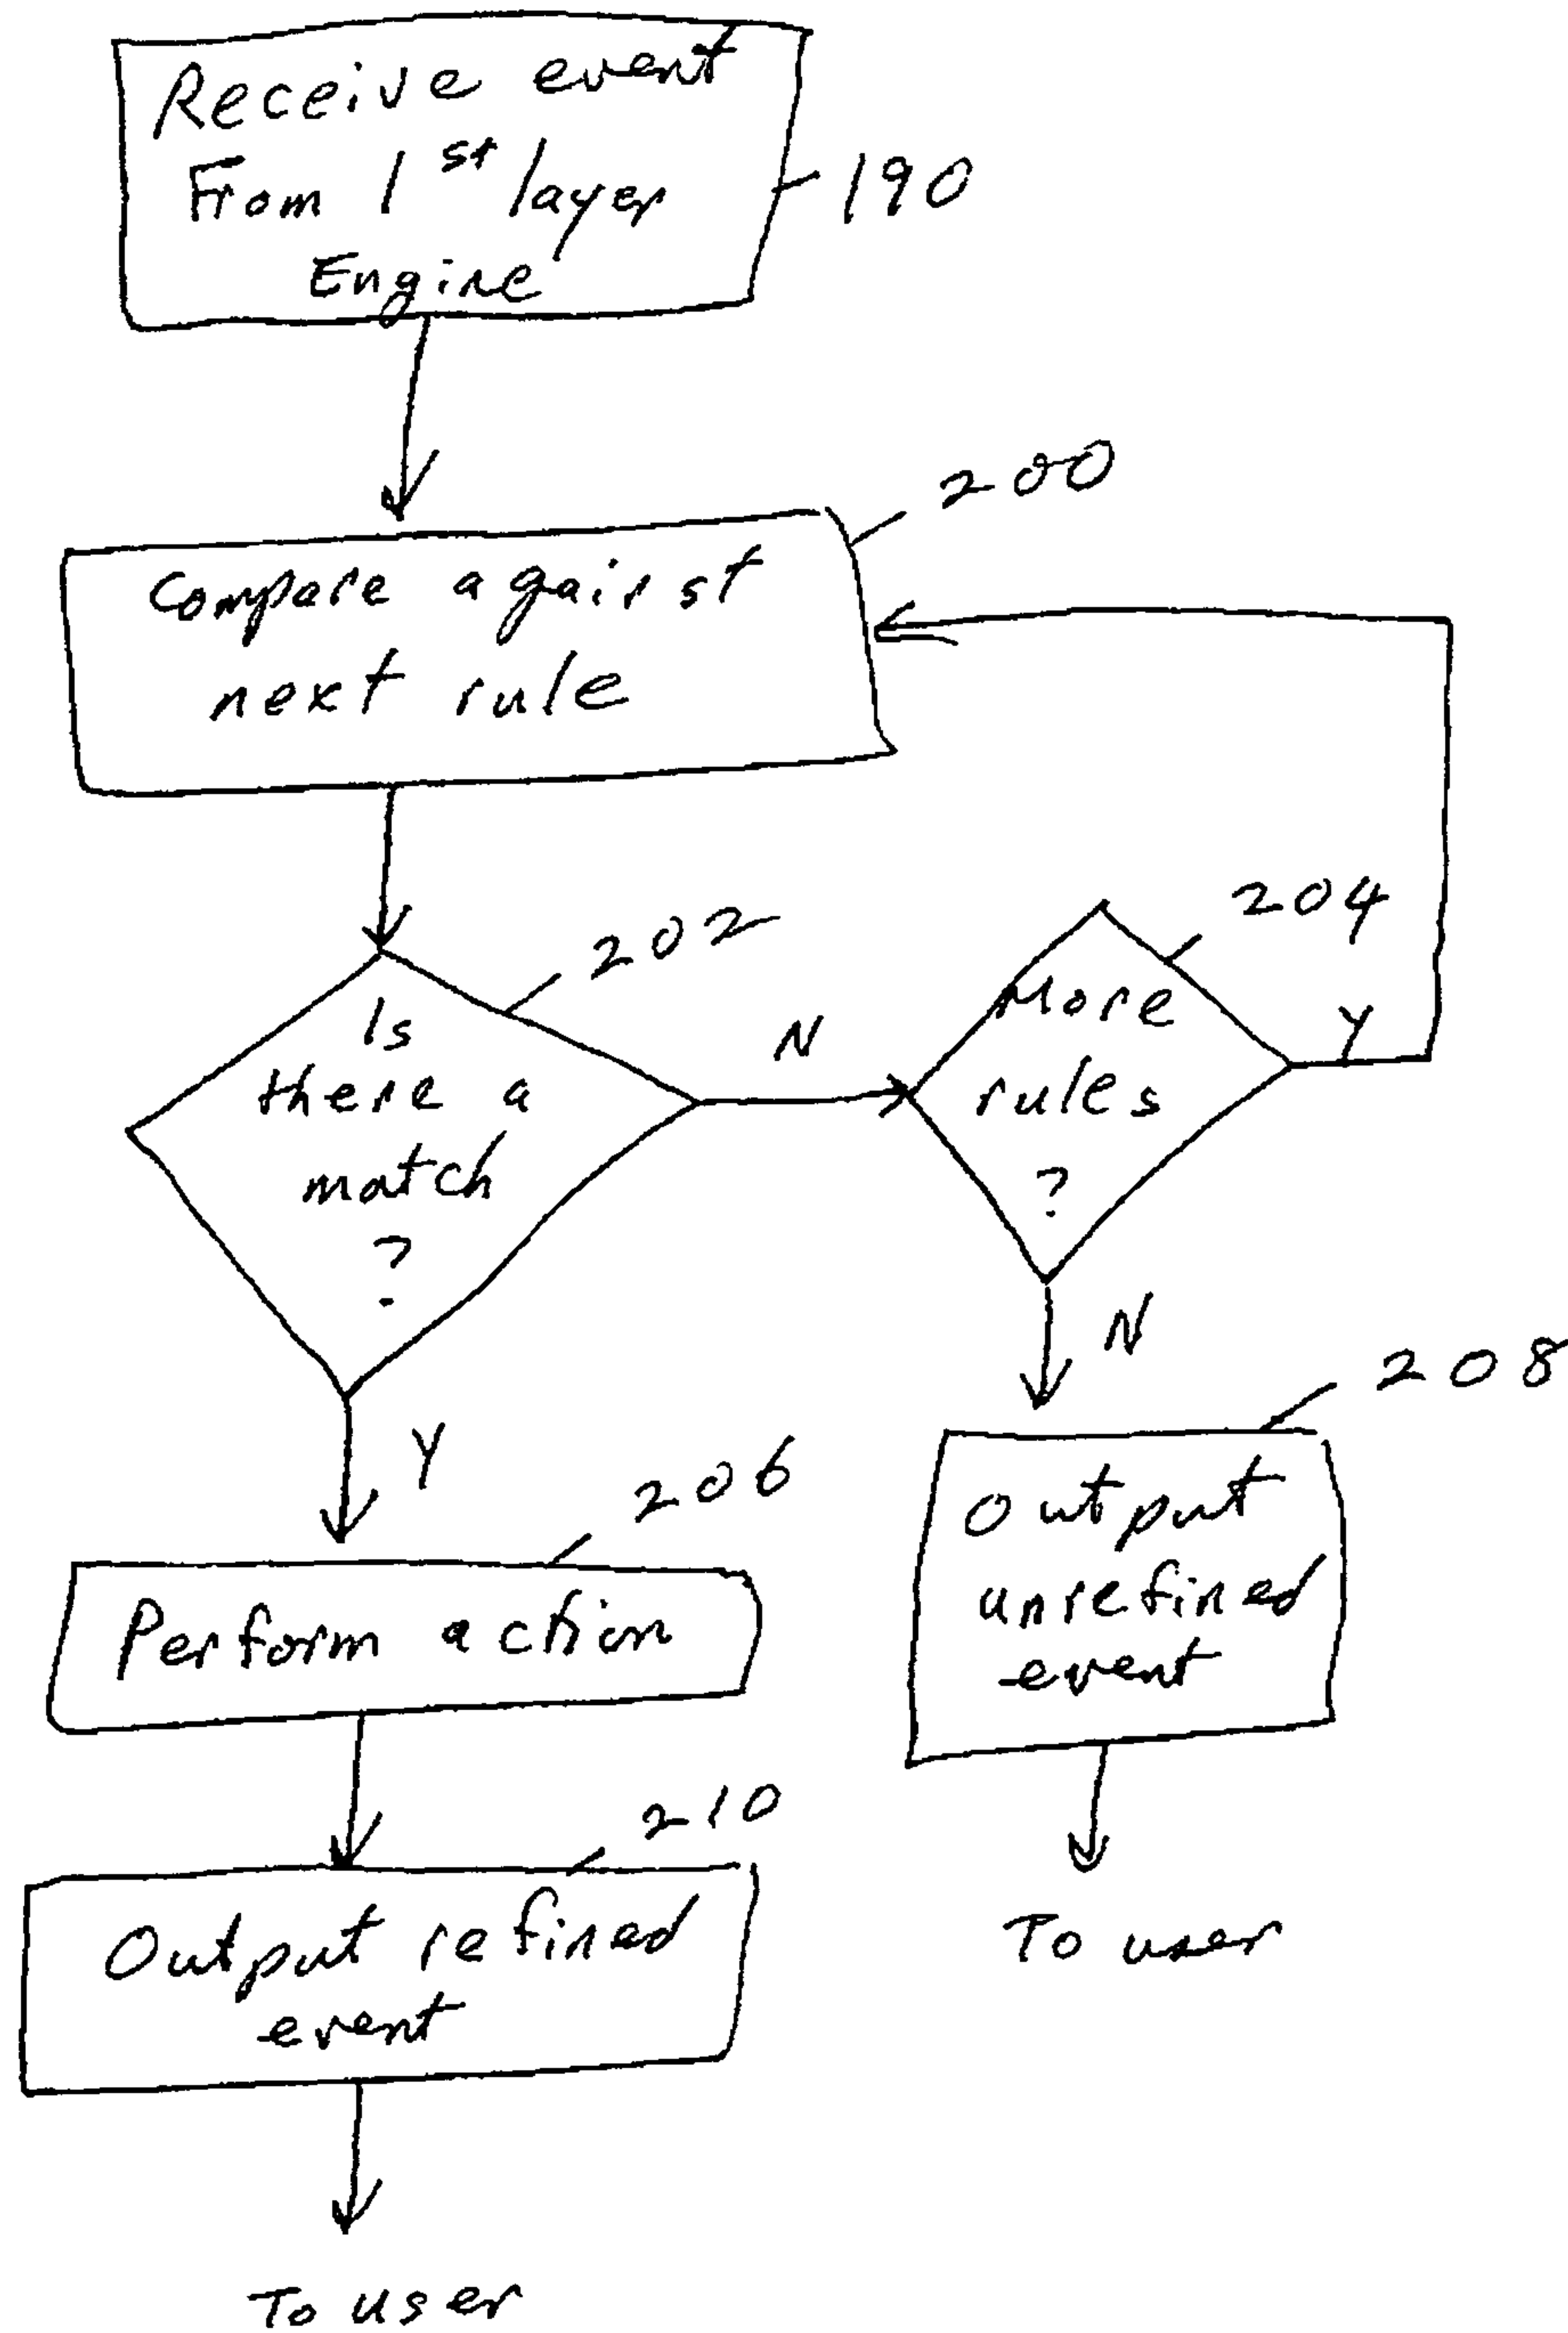 Receive event
From 1st layer
Engine
190
200
Compare against
next rule
202
204
Is
there a
match
?
N
More
rules
?
Y
N
208
Y
206
Output
unrefined
event
Perform action
210
Output refined
event
To user
To user